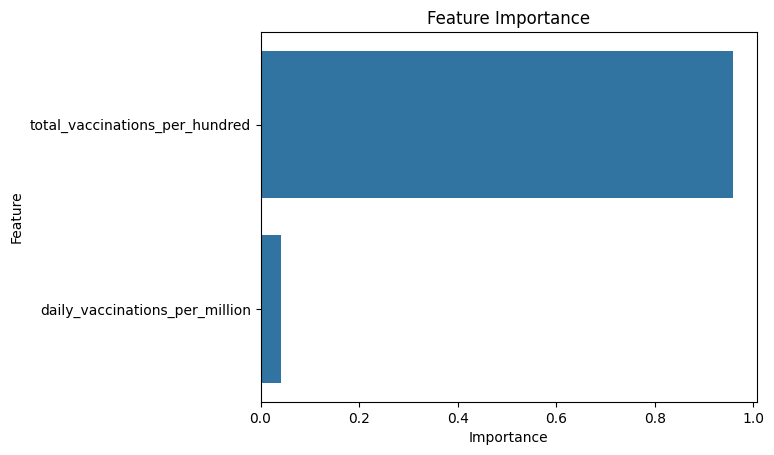 Feature Importance
total_vaccinations_per_hundred
daily_vaccinations_per_million
Feature
0.0 0.2 0.4 0.6 0.8 1.0
Importance